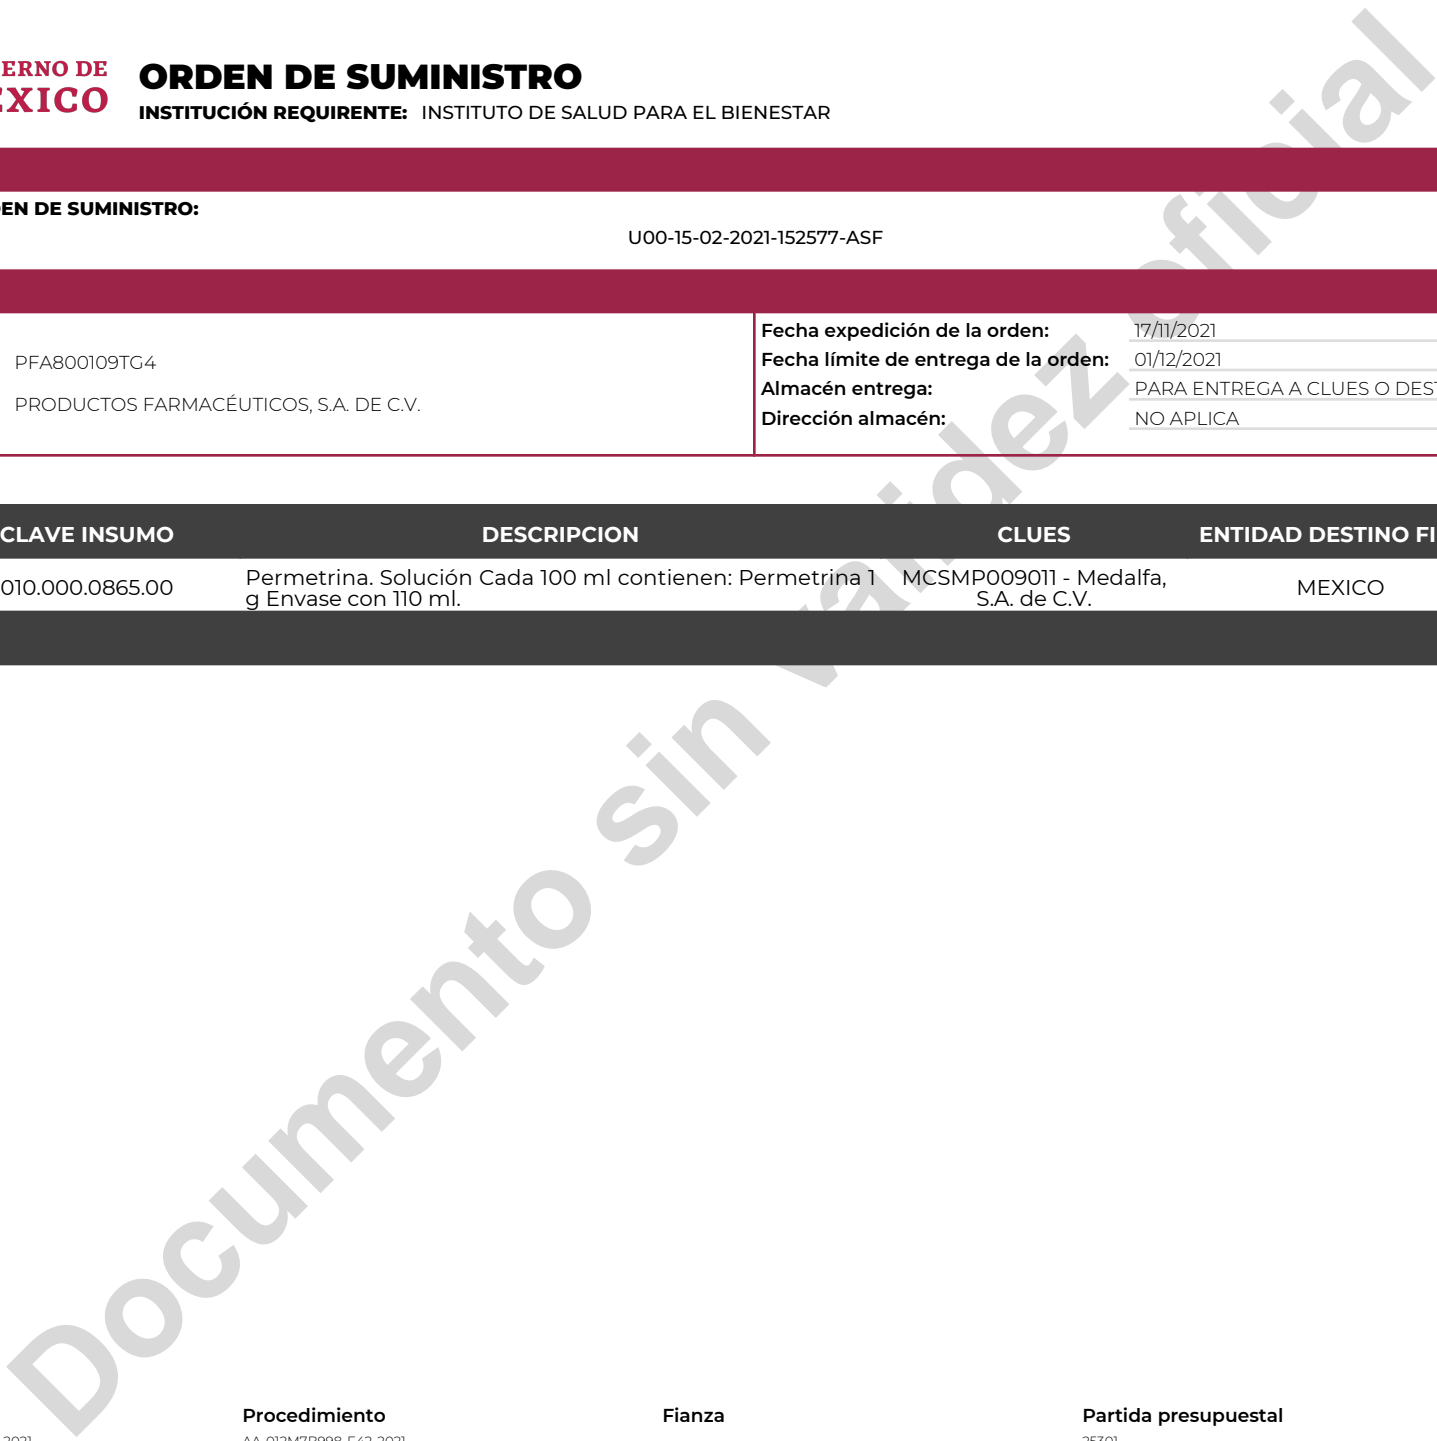 ERNO DE
EXICO
ORDEN DE SUMINISTRO
INSTITUCIÓN REQUIRENTE: INSTITUTO DE SALUD PARA EL BIENESTAR
EN DE SUMINISTRO:
U00-15-02-2021-152577-ASF
PFA800109TG4
PRODUCTOS FARMACÉUTICOS, S.A. DE C.V.
Fecha expedición de la orden: 17/11/2021
Fecha límite de entrega de la orden: 01/12/2021
Almacén entrega: PARA ENTREGA A CLUES O DEST
Dirección almacén: NO APLICA
CLAVE INSUMO DESCRIPCION CLUES ENTIDAD DESTINO FI
010.000.0865.00 Permetrina. Solución Cada 100 ml contienen: Permetrina 1 MCSMP009011 - Medalfa, MEXICO
g Envase con 110 ml. S.A. de C.V.
Documento sin validez oficial
Procedimiento Fianza Partida presupuestal